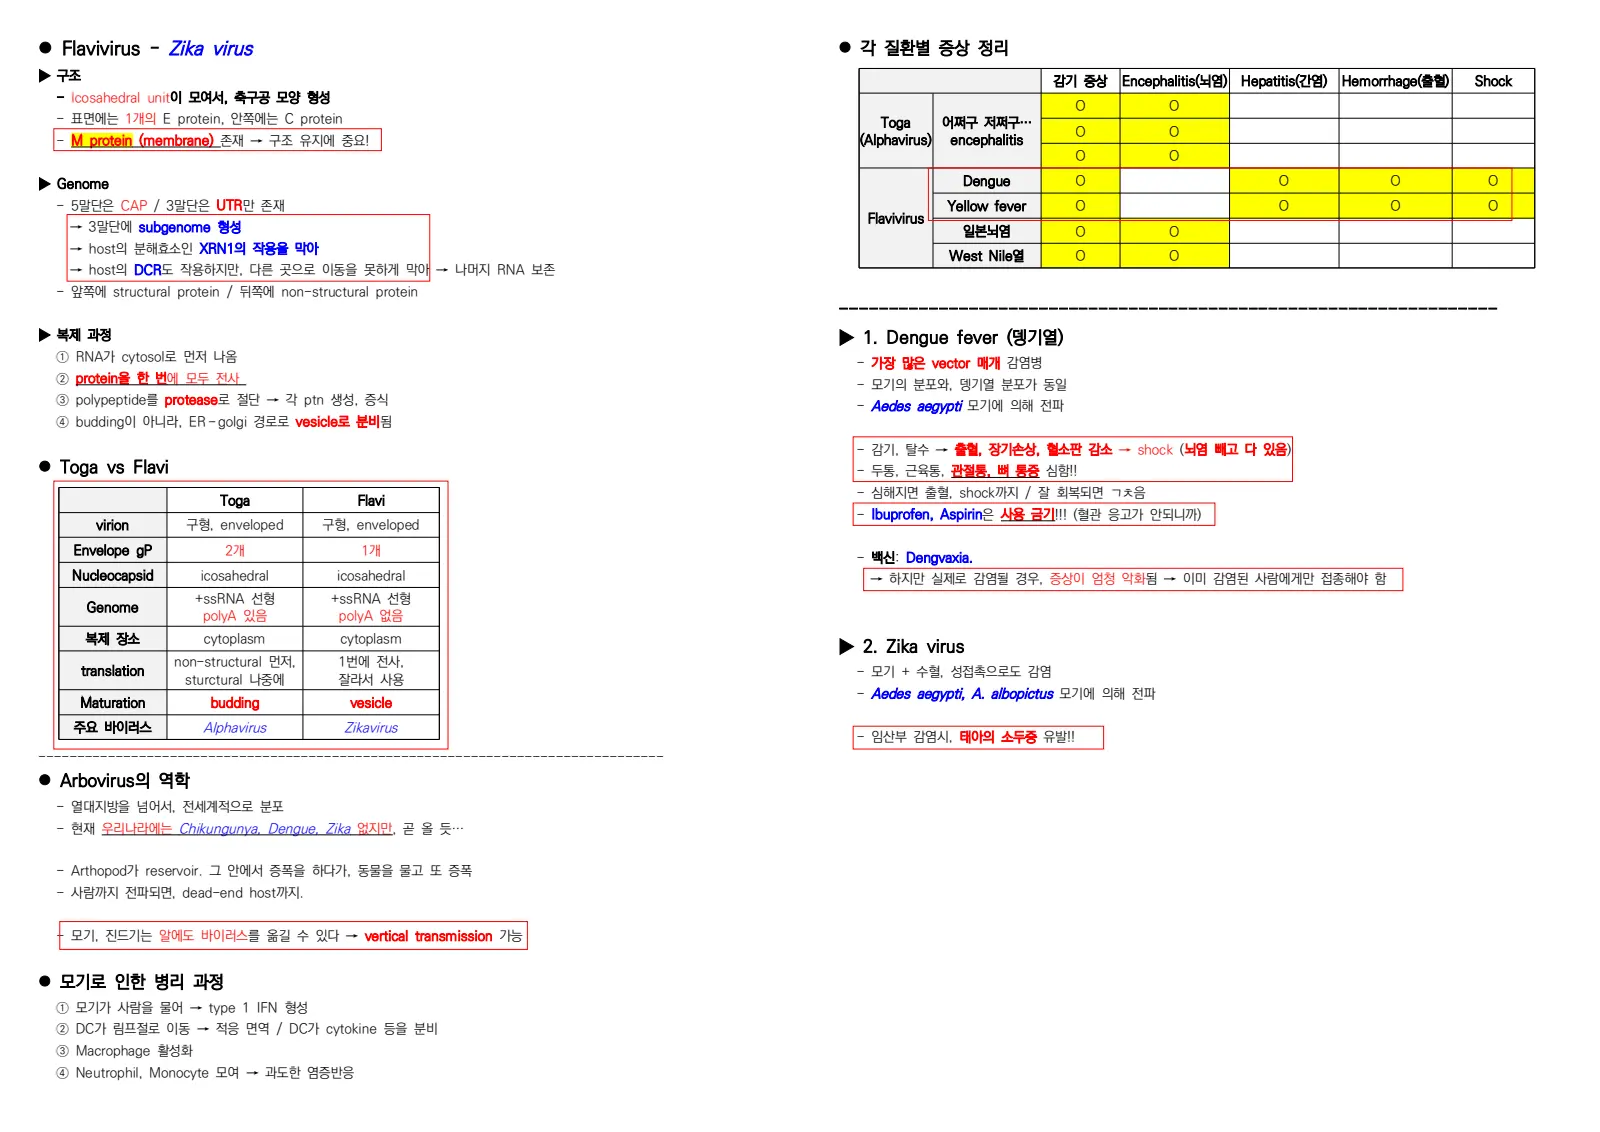 ● Flavivirus - Zika virus
▶ 구조
- Icosahedral unit이 모여서, 축구공 모양 형성
- 표면에는 1개의 E protein, 안쪽에는 C protein
- M protein (membrane) 존재 → 구조 유지에 중요!
▶ Genome
- 5말단은 CAP / 3말단은 UTR만 존재
→ 3말단에 subgenome 형성
→ host의 분해효소인 XRN1의 작용을 막아
→ host의 DCR도 작용하지만, 다른 곳으로 이동을 못하게 막아 → 나머지 RNA 보존
- 앞쪽에 structural protein / 뒤쪽에 non-structural protein
▶ 복제 과정
① RNA가 cytosol로 먼저 나옴
② protein을 한 번에 모두 전사
③ polypeptide를 protease로 절단 → 각 ptn 생성, 증식
④ budding이 아니라, ER-golgi 경로로 vesicle로 분비됨
● Toga vs Flavi
Toga Flavi
virion 구형, enveloped 구형, enveloped
Envelope gP 2개 1개
Nucleocapsid icosahedral icosahedral
Genome +ssRNA 선형 +ssRNA 선형
polyA 있음 polyA 없음
복제 장소 cytoplasm cytoplasm
translation non-structural 먼저, 1번에 전사,
sturctural 나중에 잘라서 사용
Maturation budding vesicle
주요 바이러스 Alphavirus Zikavirus
● Arbovirus의 역학
- 열대지방을 넘어서, 전세계적으로 분포
- 현재 우리나라에는 Chikungunya, Dengue, Zika 없지만, 곧 올 듯…
- Arthopod가 reservoir. 그 안에서 증폭을 하다가, 동물을 물고 또 증폭
- 사람까지 전파되면, dead-end host까지.
- 모기, 진드기는 알에도 바이러스를 옮길 수 있다 → vertical transmission 가능
● 모기로 인한 병리 과정
① 모기가 사람을 물어 → type 1 IFN 형성
② DC가 림프절로 이동 → 적응 면역 / DC가 cytokine 등을 분비
③ Macrophage 활성화
④ Neutrophil, Monocyte 모여 → 과도한 염증반응
● 각 질환별 증상 정리
감기 증상 Encephalitis(뇌염) Hepatitis(간염) Hemorrhage(출혈) Shock
Toga (Alphavirus) 어쩌구 저쩌구… encephalitis O O
O O
O O
Flavivirus Dengue O O O O
Yellow fever O O O O
일본뇌염 O O
West Nile열 O O
▶ 1. Dengue fever (뎅기열)
- 가장 많은 vector 매개 감염병
- 모기의 분포와, 뎅기열 분포가 동일
- Aedes aegypti 모기에 의해 전파
- 감기, 탈수 → 출혈, 장기손상, 혈소판 감소 → shock (뇌염 빼고 다 있음)
- 두통, 근육통, 관절통, 뼈 통증 심함!!
- 심해지면 출혈, shock까지 / 잘 회복되면 ㄱㅊ음
- Ibuprofen, Aspirin은 사용 금기!!! (혈관 응고가 안되니까)
- 백신: Dengvaxia.
→ 하지만 실제로 감염될 경우, 증상이 엄청 악화됨 → 이미 감염된 사람에게만 접종해야 함
▶ 2. Zika virus
- 모기 + 수혈, 성접촉으로도 감염
- Aedes aegypti, A. albopictus 모기에 의해 전파
- 임산부 감염시, 태아의 소두증 유발!!